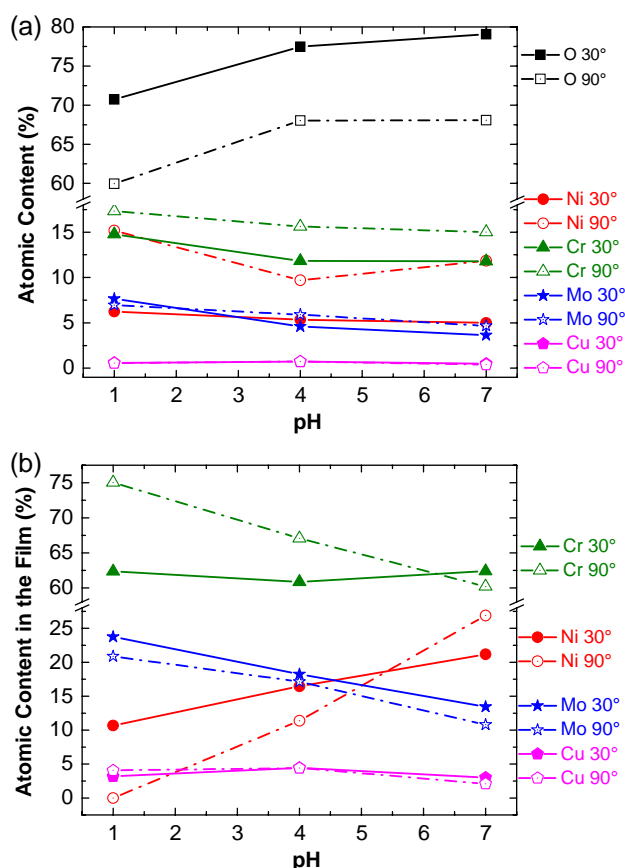 (a)
Atomic Content (%)
80
75
70
65
60
15
10
5
0
1 2 3 4 5 6 7
pH
O 30°
O 90°
Ni 30°
Ni 90°
Cr 30°
Cr 90°
Mo 30°
Mo 90°
Cu 30°
Cu 90°
(b)
Atomic Content in the Film (%)
75
70
65
60
25
20
15
10
5
0
1 2 3 4 5 6 7
pH
Cr 30°
Cr 90°
Ni 30°
Ni 90°
Mo 30°
Mo 90°
Cu 30°
Cu 90°